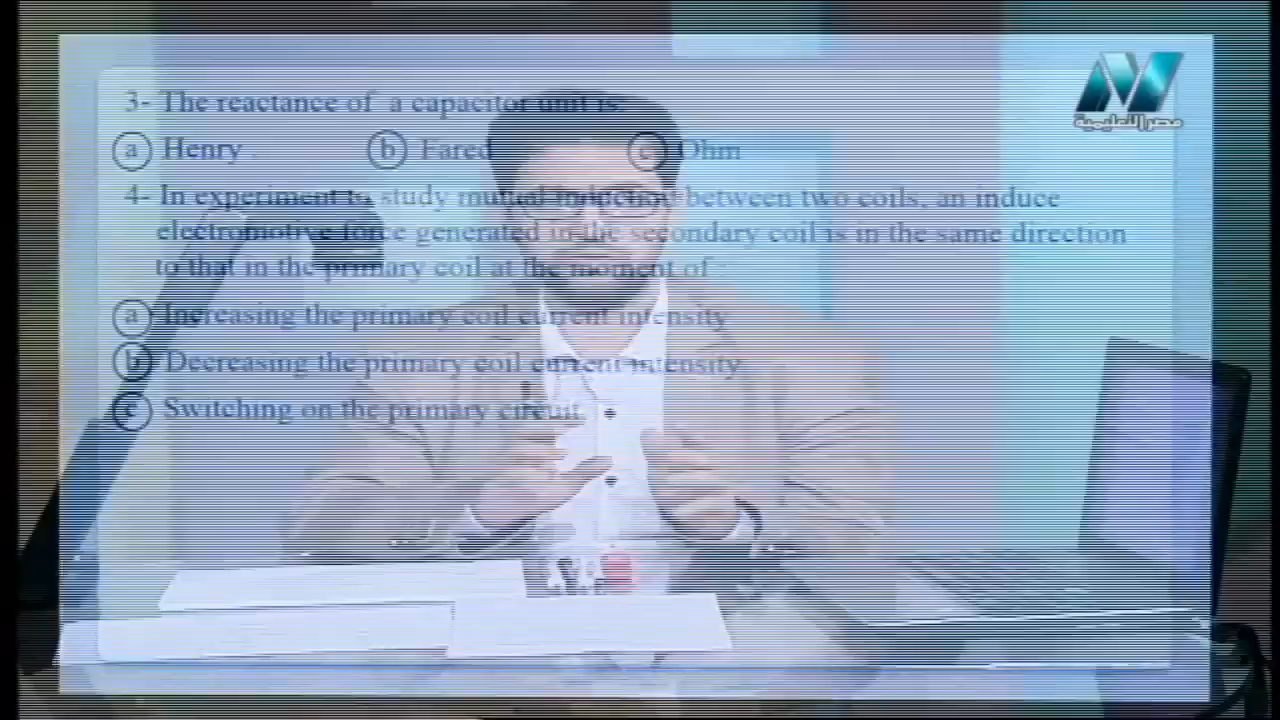 مصر التعليمية
3- The reactance of a capacitor unit is:
a Henry . b Fared c Ohm
4- In experiment to study mutual induction between two coils, an induce
electromotive force generated in the secondary coil is in the same direction
to that in the primary coil at the moment of :
a Increasing the primary coil current intensity
b Decreasing the primary coil current intensity
c Switching on the primary circuit